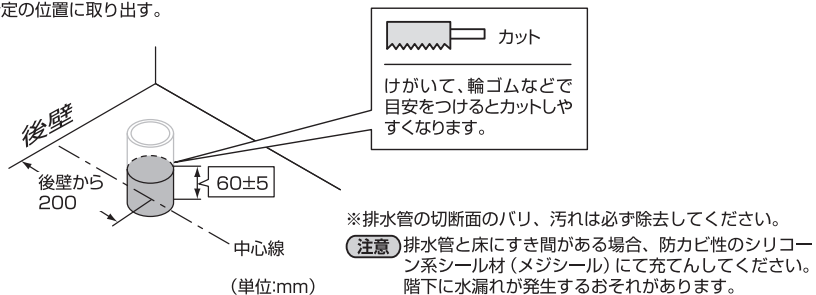 定の位置に取り出す。
カット
けがいて、輪ゴムなどで
目安をつけるとカットしや
すくなります。
後壁
後壁から
200
60±5
中心線
(単位:mm)
※排水管の切断面のバリ、汚れは必ず除去してください。
注意 排水管と床にすき間がある場合、防カビ性のシリコー
ン系シール材(メジシール)にて充てんしてください。
階下に水漏れが発生するおそれがあります。